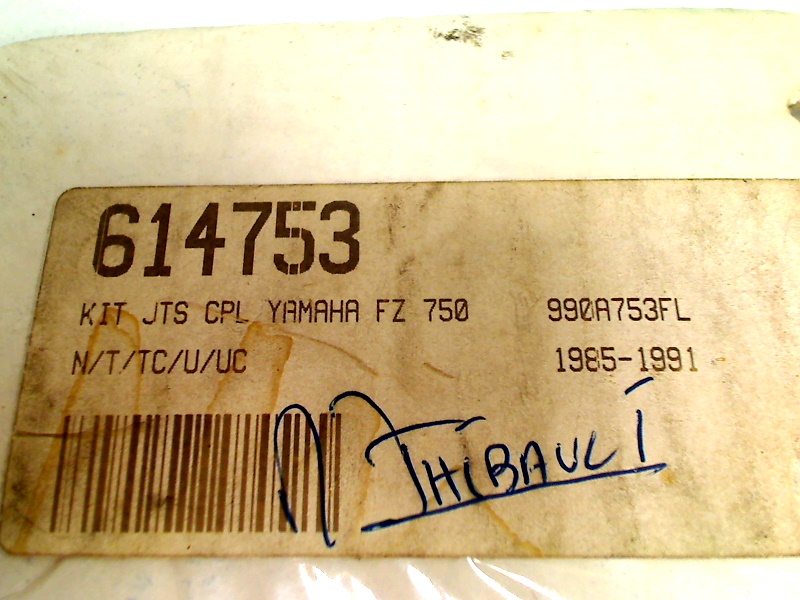 614753
KIT JTS CPL YAMAHA FZ 750 990A753FL
N/T/TC/U/UC 1985-1991
THIBAULT